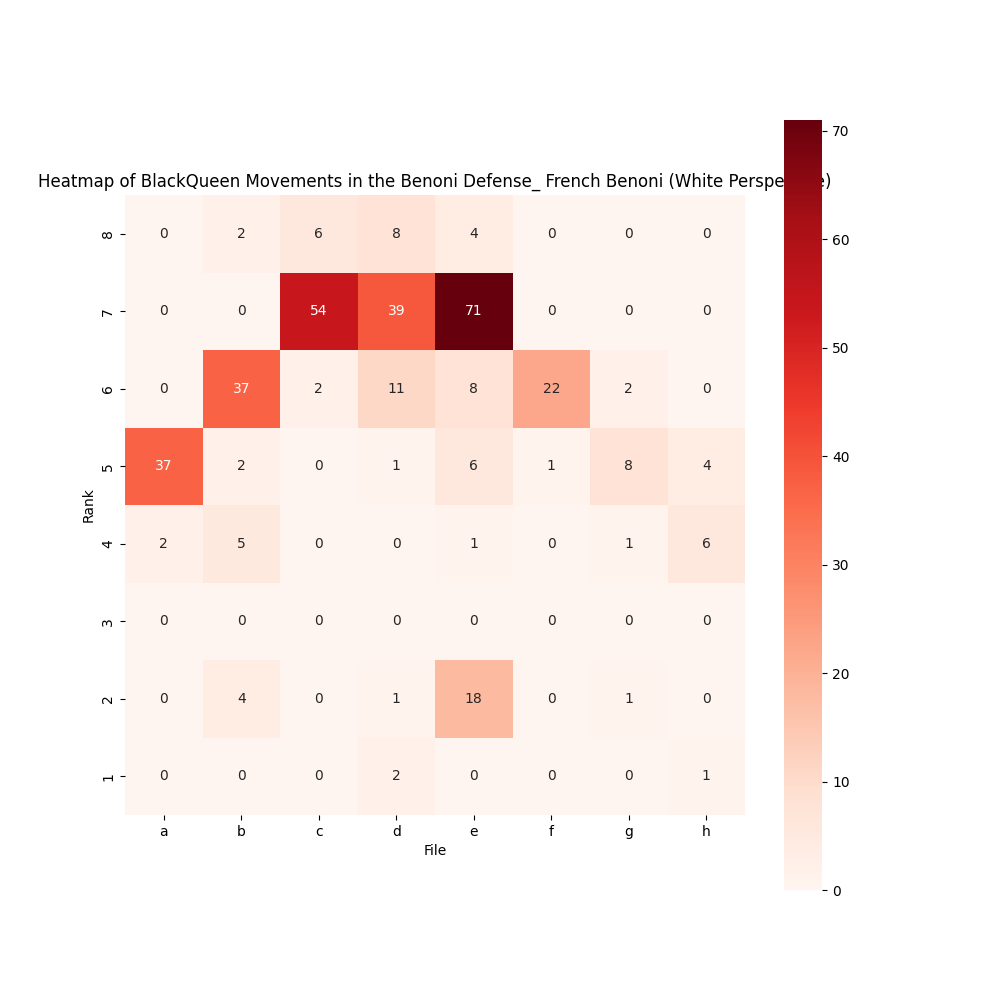 Heatmap of BlackQueen Movements in the Benoni Defense_ French Benoni (White Perspe e)
8 0 2 6 8 4 0 0 0
7 0 0 54 39 71 0 0 0
6 0 37 2 11 8 22 2 0
5 37 2 0 1 6 1 8 4
4 2 5 0 0 1 0 1 6
3 0 0 0 0 0 0 0 0
2 0 4 0 1 18 0 1 0
1 0 0 0 2 0 0 0 1
a b c d e f g h
File
Rank
70
60
50
40
30
20
10
0